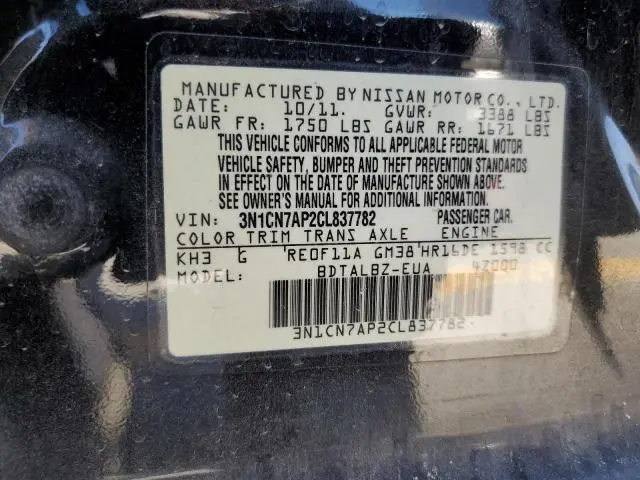 MANUFACTURED BY NISSAN MOTOR CO., LTD.
DATE: 10/11. GVWR: 3388 LBS
GAWR FR: 1750 LBS GAWR RR: 1671 LBS
THIS VEHICLE CONFORMS TO ALL APPLICABLE FEDERAL MOTOR
VEHICLE SAFETY, BUMPER AND THEFT PREVENTION STANDARDS
IN EFFECT ON THE DATE OF MANUFACTURE SHOWN ABOVE.
SEE OWNER'S MANUAL FOR ADDITIONAL INFORMATION.
VIN: 3N1CN7AP2CL837782 PASSENGER CAR.
COLOR TRIM TRANS AXLE ENGINE
KH3 G RE0F11A GM38 HR16DE 1598 CC
MODEL: BDTALBZ-EUA 42000
3N1CN7AP2CL837782